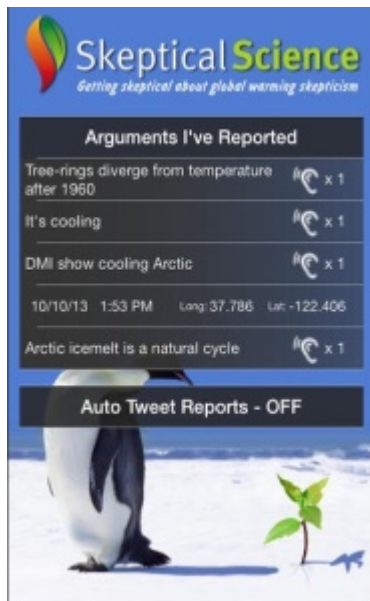 Skeptical Science
Getting skeptical about global warming skepticism
Arguments I've Reported
Tree-rings diverge from temperature
after 1960
x 1
It's cooling
x 1
DMI show cooling Arctic
x 1
10/10/13 1:53 PM Long: 37.786 Lat: -122.406
Arctic icemelt is a natural cycle
x 1
Auto Tweet Reports - OFF